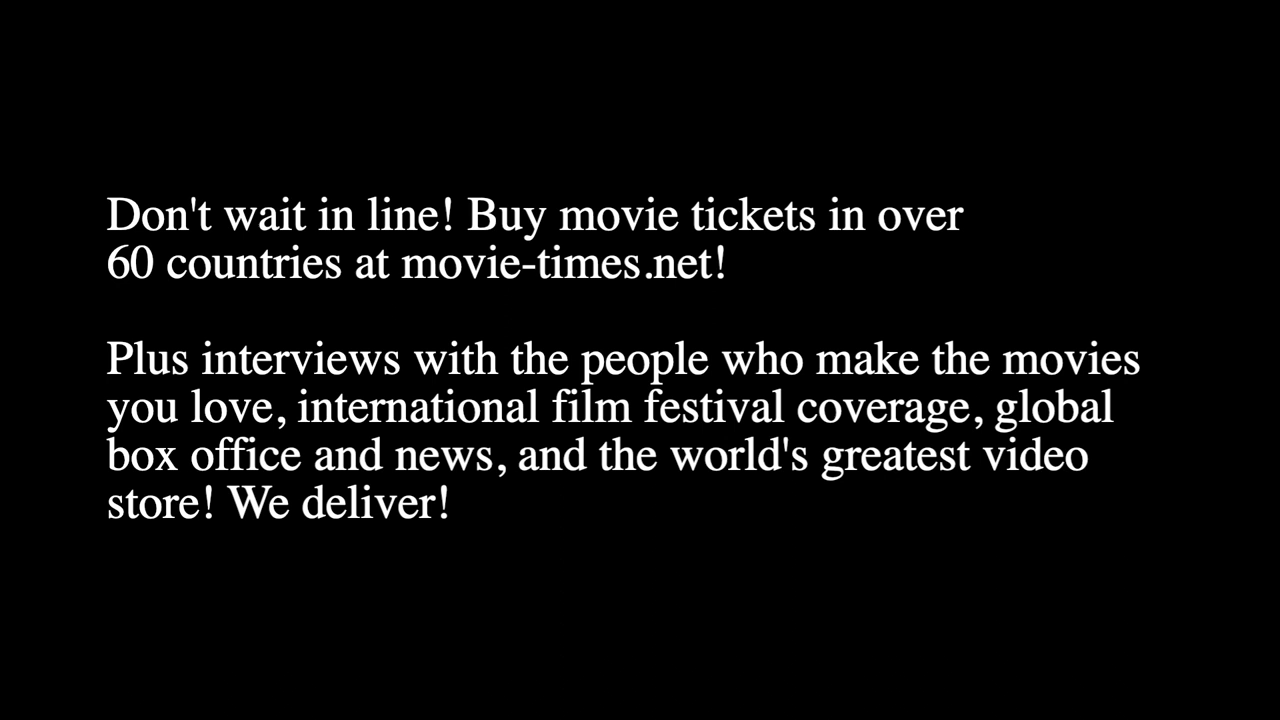 Don't wait in line! Buy movie tickets in over
60 countries at movie-times.net!
Plus interviews with the people who make the movies
you love, international film festival coverage, global
box office and news, and the world's greatest video
store! We deliver!